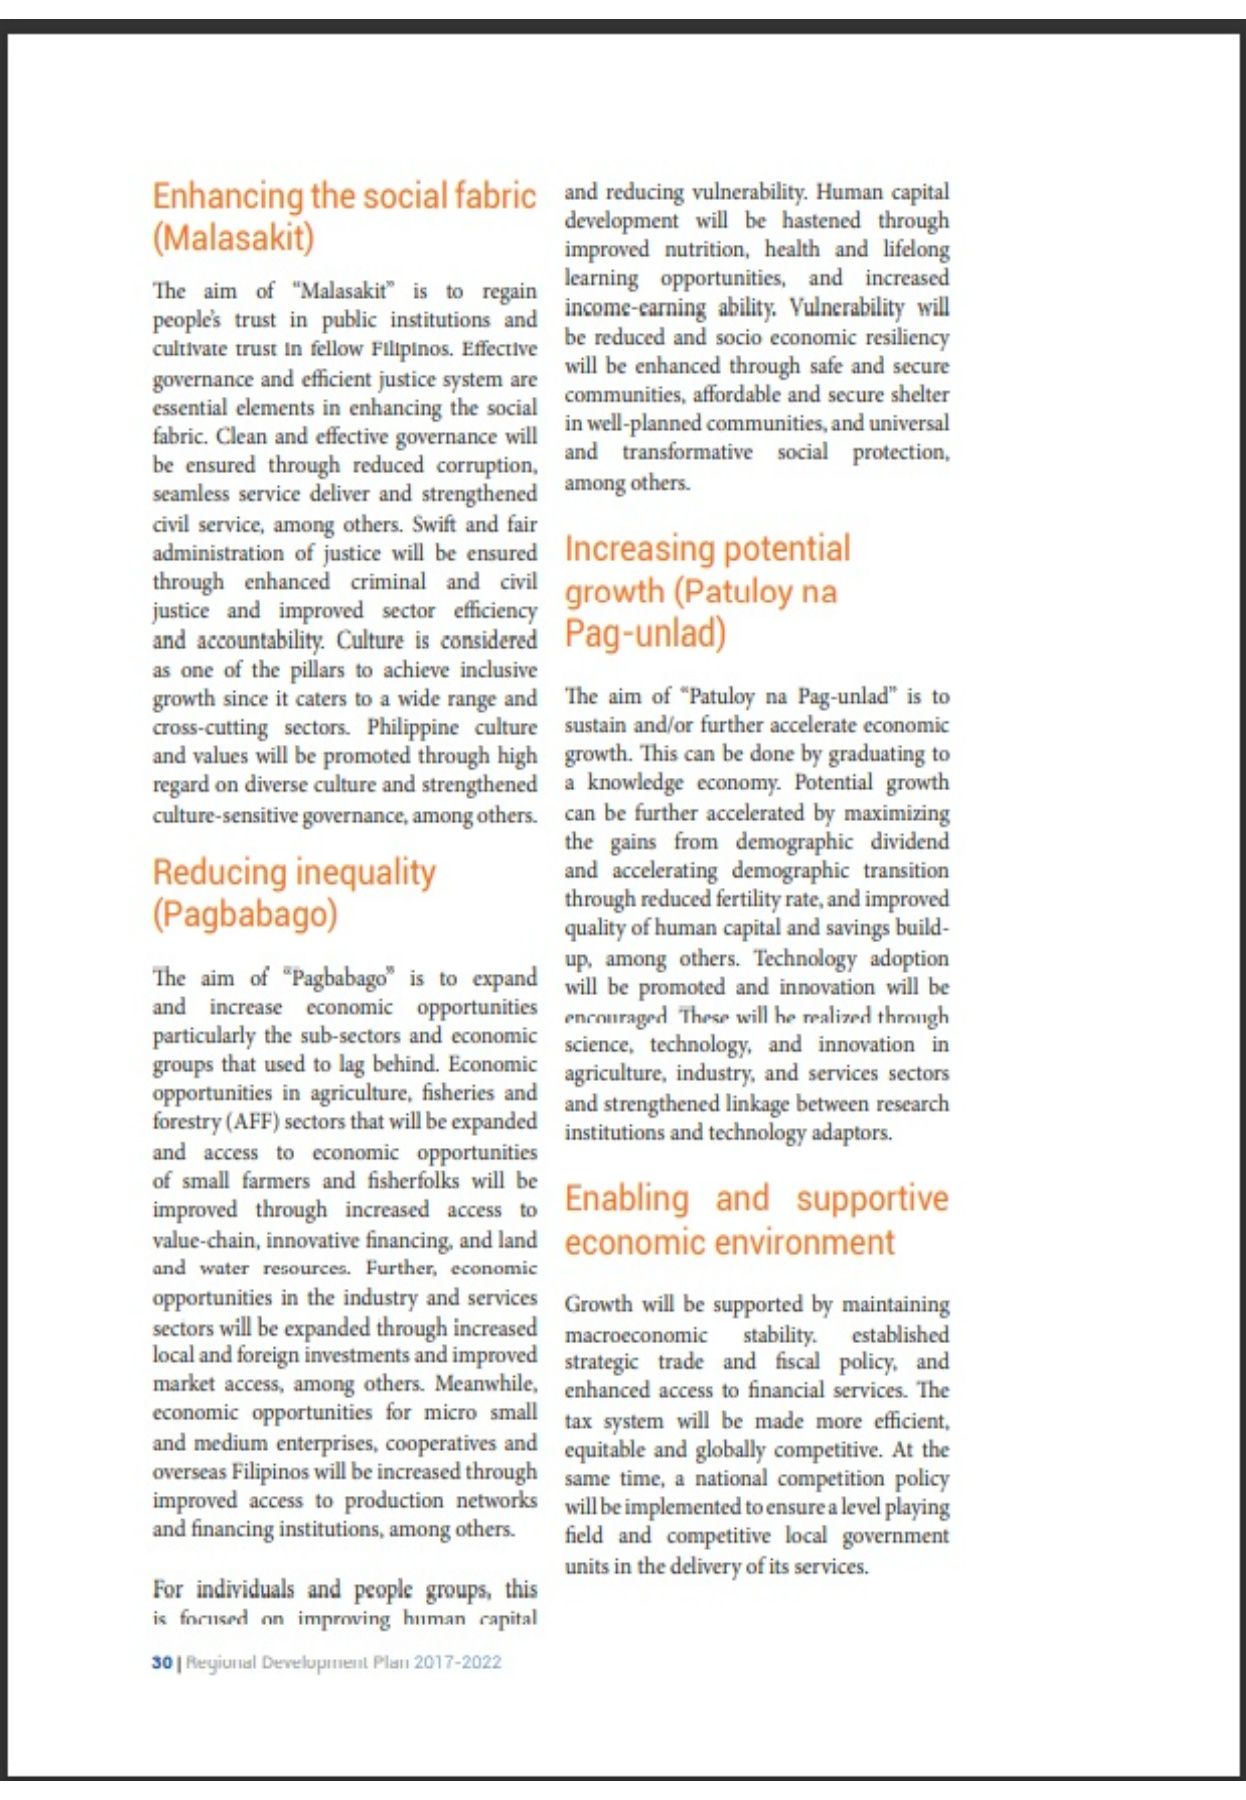 Enhancing the social fabric
(Malasakit)
The aim of “Malasakit” is to regain
people’s trust in public institutions and
cultivate trust in fellow Filipinos. Effective
governance and efficient justice system are
essential elements in enhancing the social
fabric. Clean and effective governance will
be ensured through reduced corruption,
seamless service deliver and strengthened
civil service, among others. Swift and fair
administration of justice will be ensured
through enhanced criminal and civil
justice and improved sector efficiency
and accountability. Culture is considered
as one of the pillars to achieve inclusive
growth since it caters to a wide range and
cross-cutting sectors. Philippine culture
and values will be promoted through high
regard on diverse culture and strengthened
culture-sensitive governance, among others.
Reducing inequality
(Pagbabago)
The aim of “Pagbabago” is to expand
and increase economic opportunities
particularly the sub-sectors and economic
groups that used to lag behind. Economic
opportunities in agriculture, fisheries and
forestry (AFF) sectors that will be expanded
and access to economic opportunities
of small farmers and fisherfolks will be
improved through increased access to
value-chain, innovative financing, and land
and water resources. Further, economic
opportunities in the industry and services
sectors will be expanded through increased
local and foreign investments and improved
market access, among others. Meanwhile,
economic opportunities for micro small
and medium enterprises, cooperatives and
overseas Filipinos will be increased through
improved access to production networks
and financing institutions, among others.
For individuals and people groups, this
is focused on improving human capital
and reducing vulnerability. Human capital
development will be hastened through
improved nutrition, health and lifelong
learning opportunities, and increased
income-earning ability. Vulnerability will
be reduced and socio economic resiliency
will be enhanced through safe and secure
communities, affordable and secure shelter
in well-planned communities, and universal
and transformative social protection,
among others.
Increasing potential
growth (Patuloy na
Pag-unlad)
The aim of “Patuloy na Pag-unlad” is to
sustain and/or further accelerate economic
growth. This can be done by graduating to
a knowledge economy. Potential growth
can be further accelerated by maximizing
the gains from demographic dividend
and accelerating demographic transition
through reduced fertility rate, and improved
quality of human capital and savings build-
up, among others. Technology adoption
will be promoted and innovation will be
encouraged. These will be realized through
science, technology, and innovation in
agriculture, industry, and services sectors
and strengthened linkage between research
institutions and technology adaptors.
Enabling and supportive
economic environment
Growth will be supported by maintaining
macroeconomic stability. established
strategic trade and fiscal policy, and
enhanced access to financial services. The
tax system will be made more efficient,
equitable and globally competitive. At the
same time, a national competition policy
will be implemented to ensure a level playing
field and competitive local government
units in the delivery of its services.
30 | Regional Development Plan 2017-2022